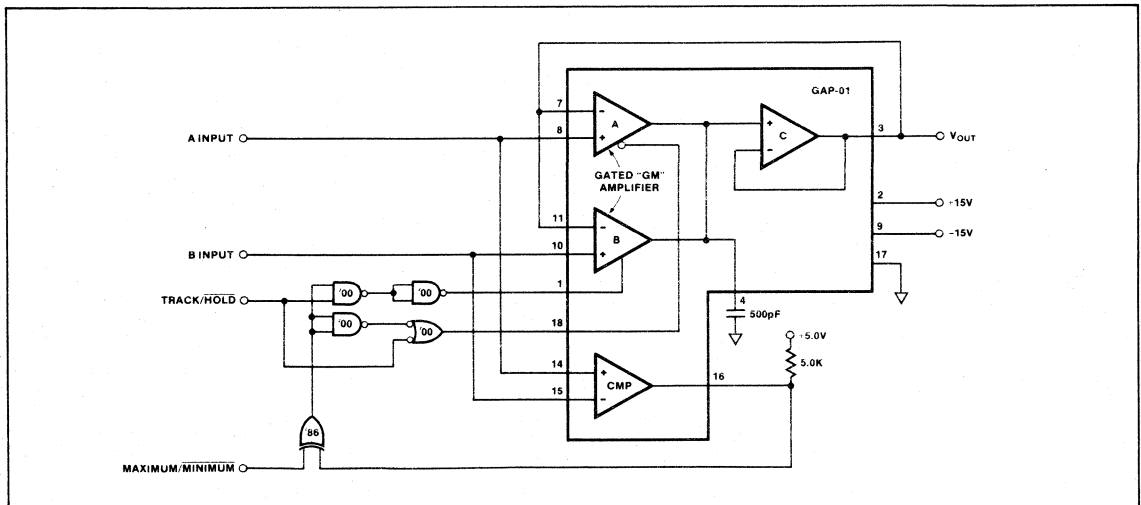 GAP-01
7
A
A INPUT
8
C
3
VOUT
GATED "GM"
AMPLIFIER
2
+15V
11
B
9
-15V
B INPUT
10
17
TRACK/HOLD
'00
'00
1
'00
'00
18
4
500pF
+5.0V
14
5.0K
CMP
16
15
'86
MAXIMUM/MINIMUM